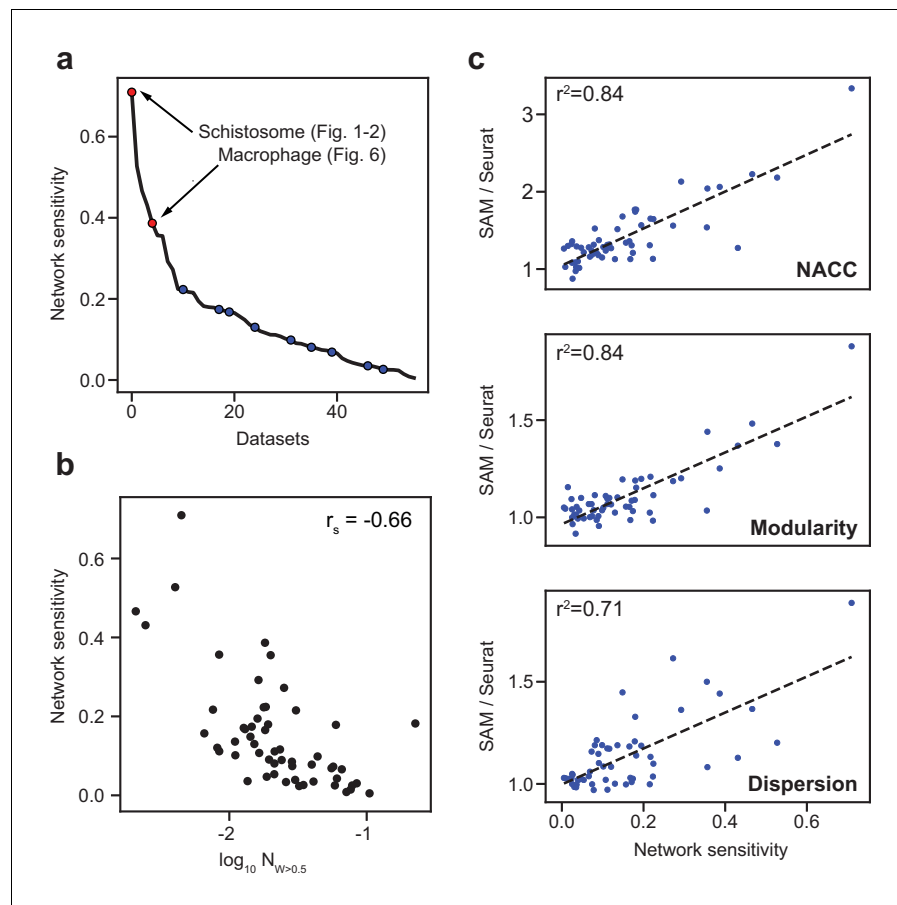 a
Network sensitivity
0.6
0.4
0.2
0.0
Schistosome (Fig. 1-2)
Macrophage (Fig. 6)
0
20
40
Datasets
b
Network sensitivity
0.6
0.4
0.2
0.0
r_s = -0.66
-2
-1
log₁₀ N_W>0.5
c
SAM / Seurat
3
2
1
r²=0.84
NACC
SAM / Seurat
1.5
1.0
r²=0.84
Modularity
SAM / Seurat
1.5
1.0
r²=0.71
Dispersion
0.0
0.2
0.4
0.6
Network sensitivity